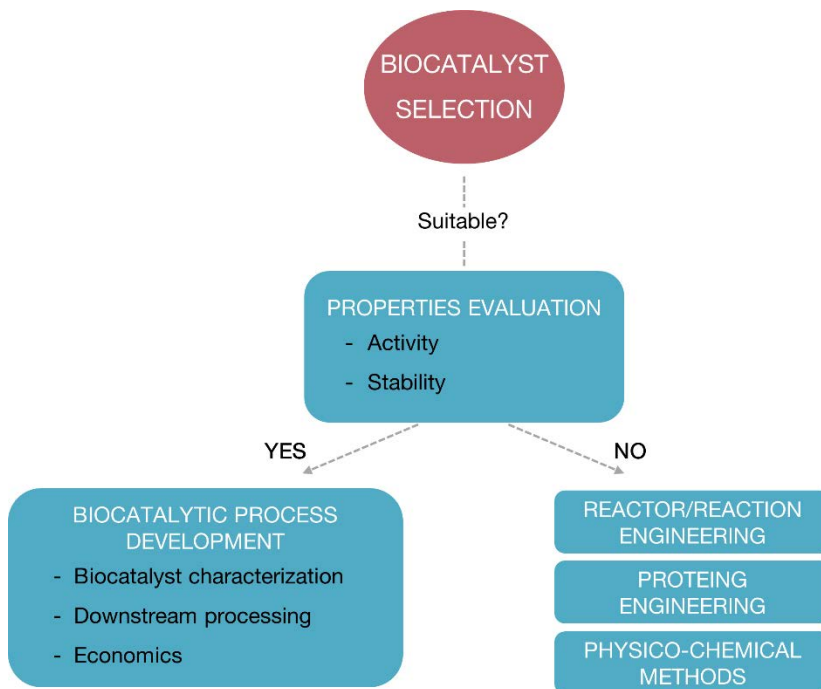 BIOCATALYST
SELECTION
Suitable?
PROPERTIES EVALUATION
- Activity
- Stability
YES
NO
BIOCATALYTIC PROCESS
DEVELOPMENT
- Biocatalyst characterization
- Downstream processing
- Economics
REACTOR/REACTION
ENGINEERING
PROTEING
ENGINEERING
PHYSICO-CHEMICAL
METHODS